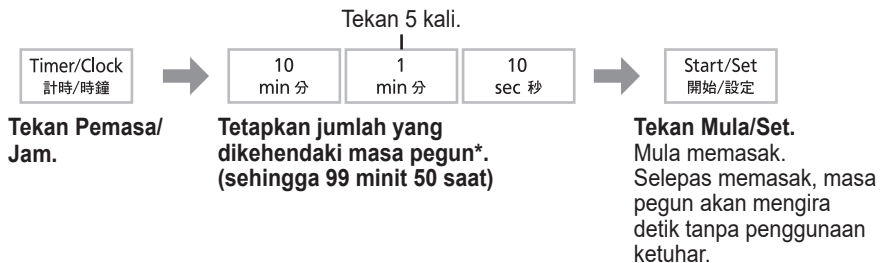 Tekan 5 kali.
Timer/Clock
計時/時鐘
10
min 分
1
min 分
10
sec 秒
Start/Set
開始/設定
Tekan Pemasa/
Jam.
Tetapkan jumlah yang
dikehendaki masa pegun*.
(sehingga 99 minit 50 saat)
Tekan Mula/Set.
Mula memasak.
Selepas memasak, masa
pegun akan mengira
detik tanpa penggunaan
ketuhar.